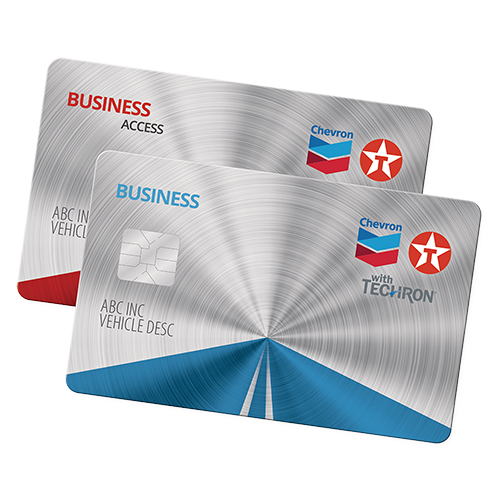 BUSINESS
ACCESS
Chevron
T
ABC INC
VEHICLE DESC
BUSINESS
Chevron
T
with
TECHRON
ABC INC
VEHICLE DESC